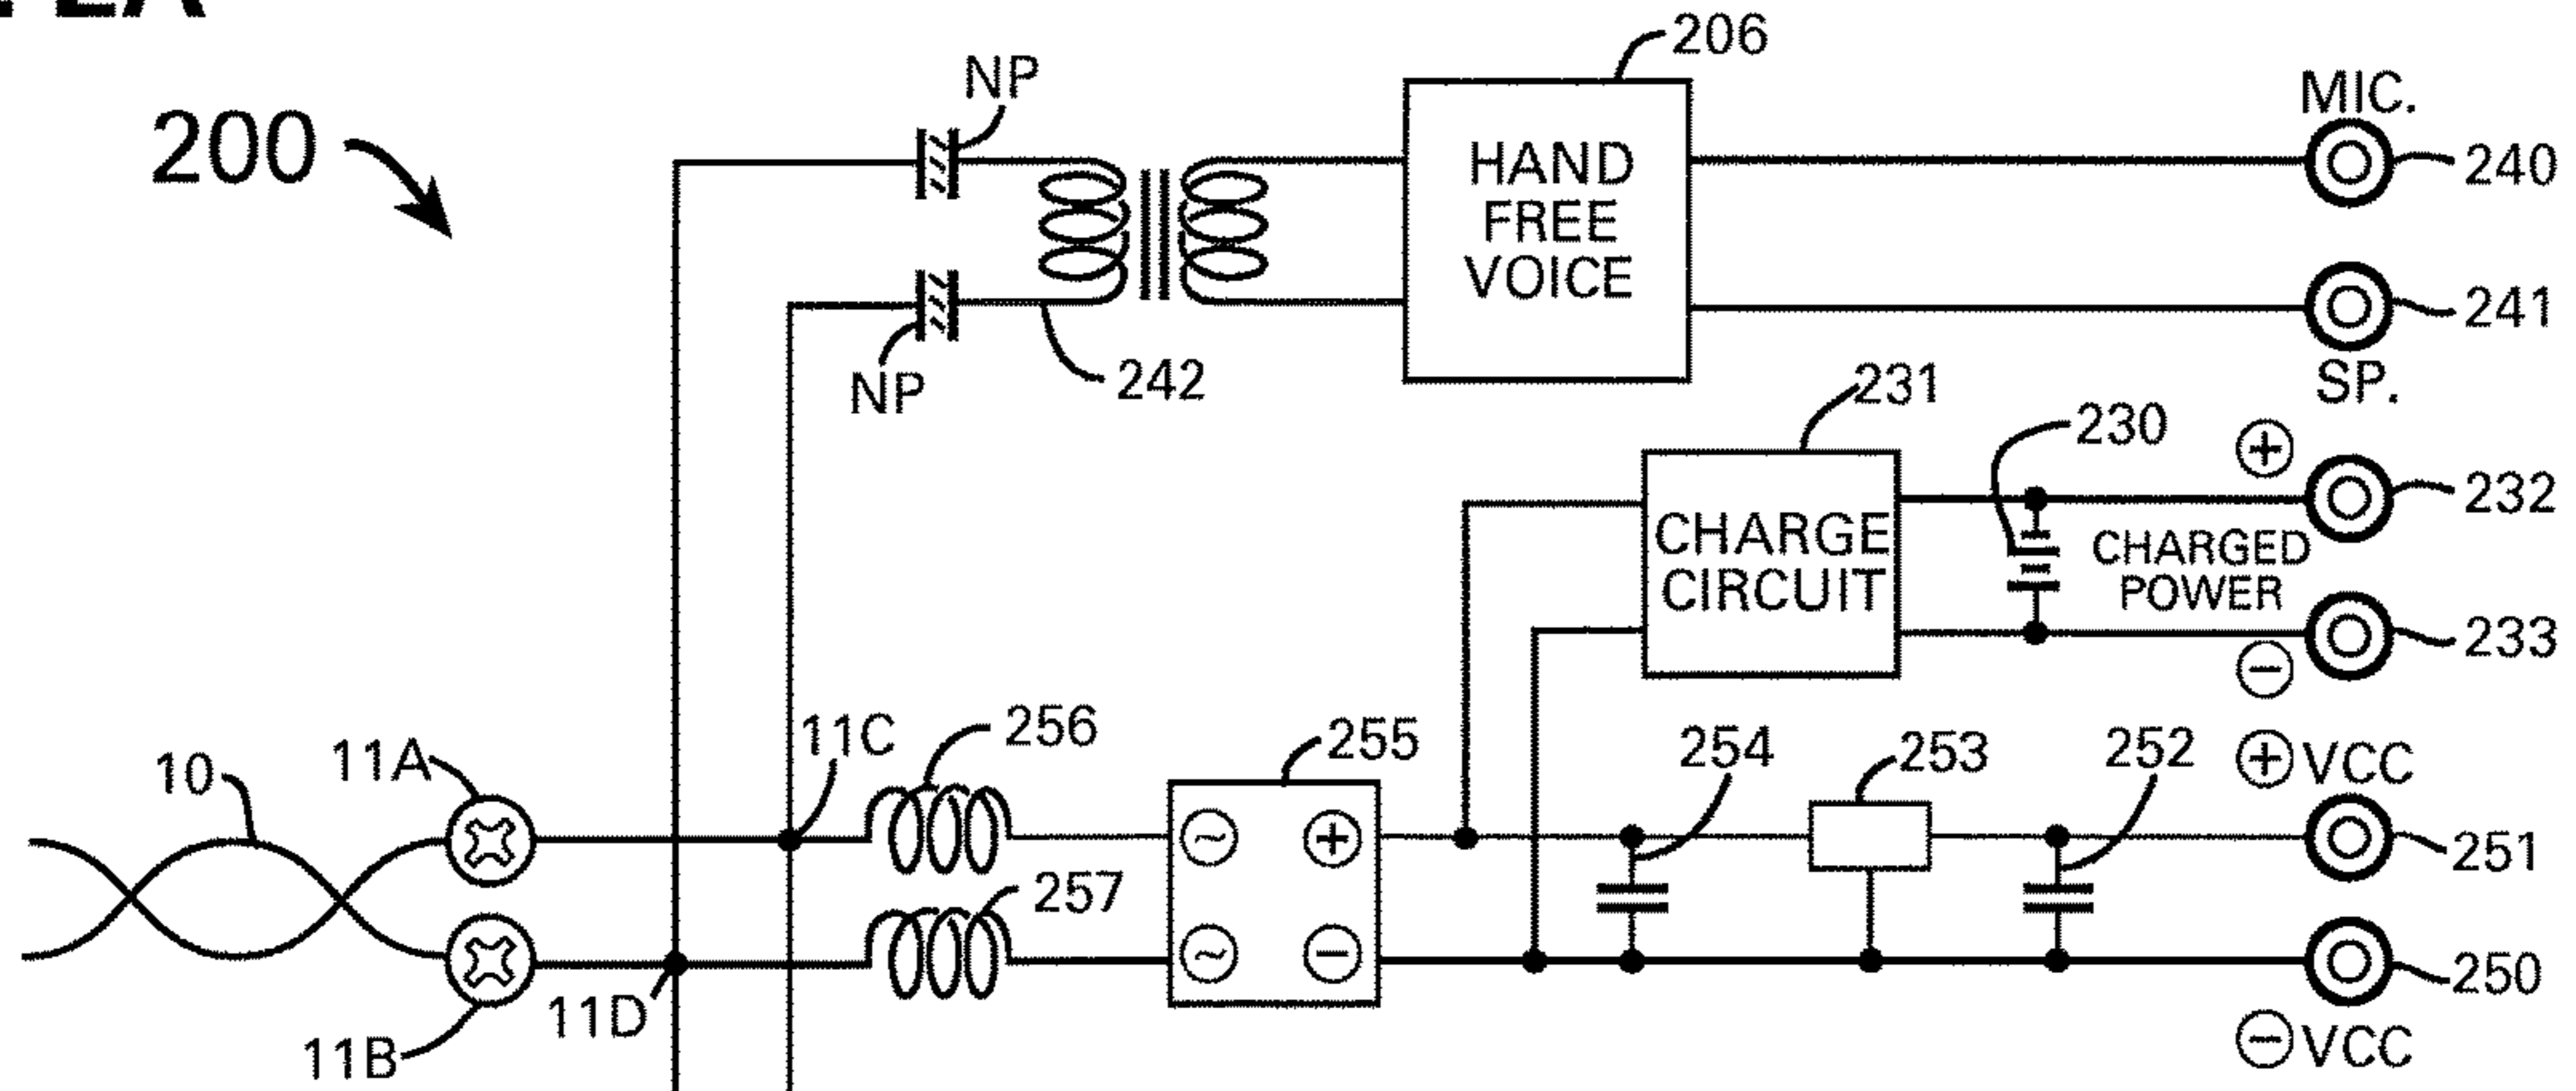 200
NP
206
MIC.
240
HAND
FREE
VOICE
241
SP.
NP
242
231
230
+
232
CHARGE
CIRCUIT
CHARGED
POWER
233
−
10
11A
11C
256
255
254
253
252
+ VCC
~
+
251
257
~
−
250
11D
11B
− VCC